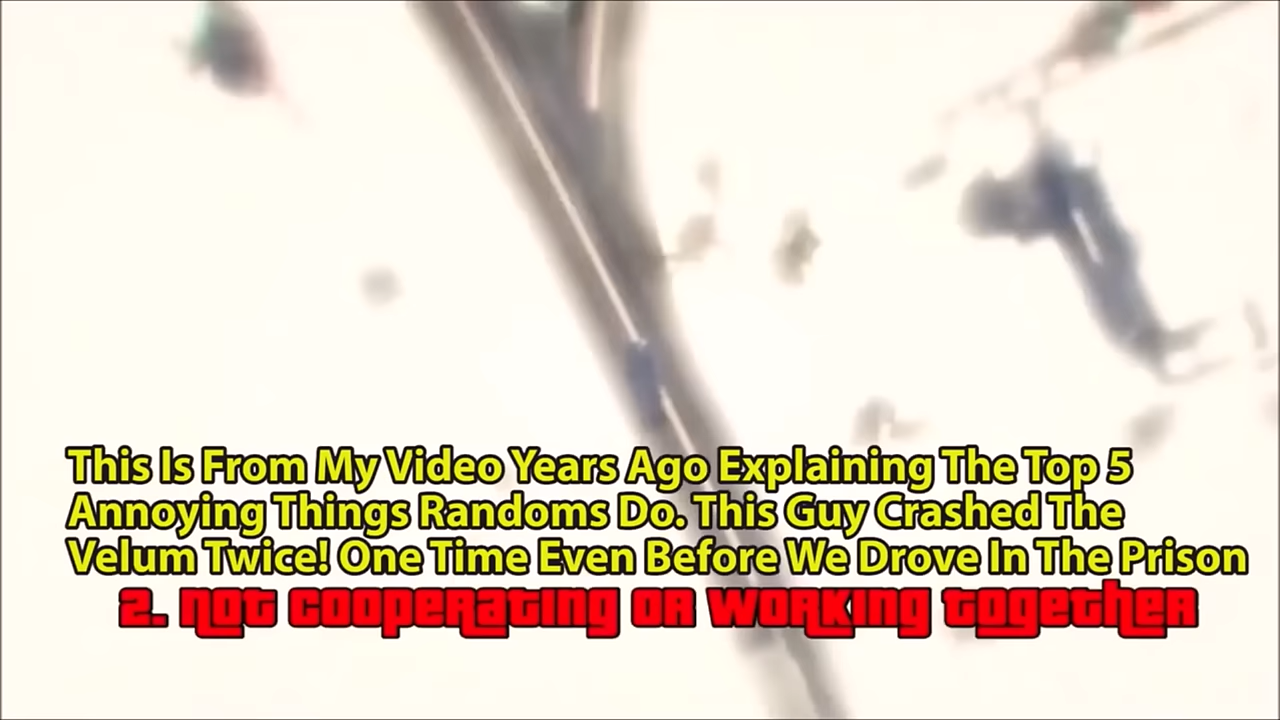 This Is From My Video Years Ago Explaining The Top 5
Annoying Things Randoms Do. This Guy Crashed The
Velum Twice! One Time Even Before We Drove In The Prison
2. Not cooperating or working together